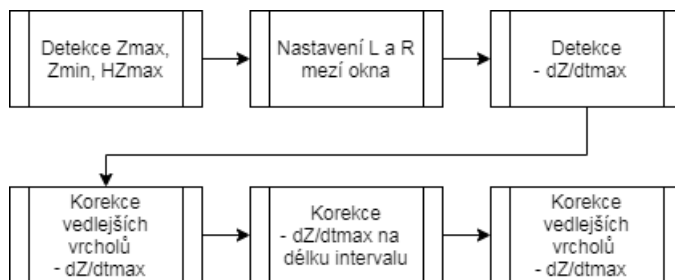 Detekce Zmax,
Zmin, HZmax
Nastavení L a R
mezí okna
Detekce
- dZ/dtmax
Korekce
vedlejších
vrcholů
- dZ/dtmax
Korekce
- dZ/dtmax na
délku intervalu
Korekce
vedlejších
vrcholů
- dZ/dtmax